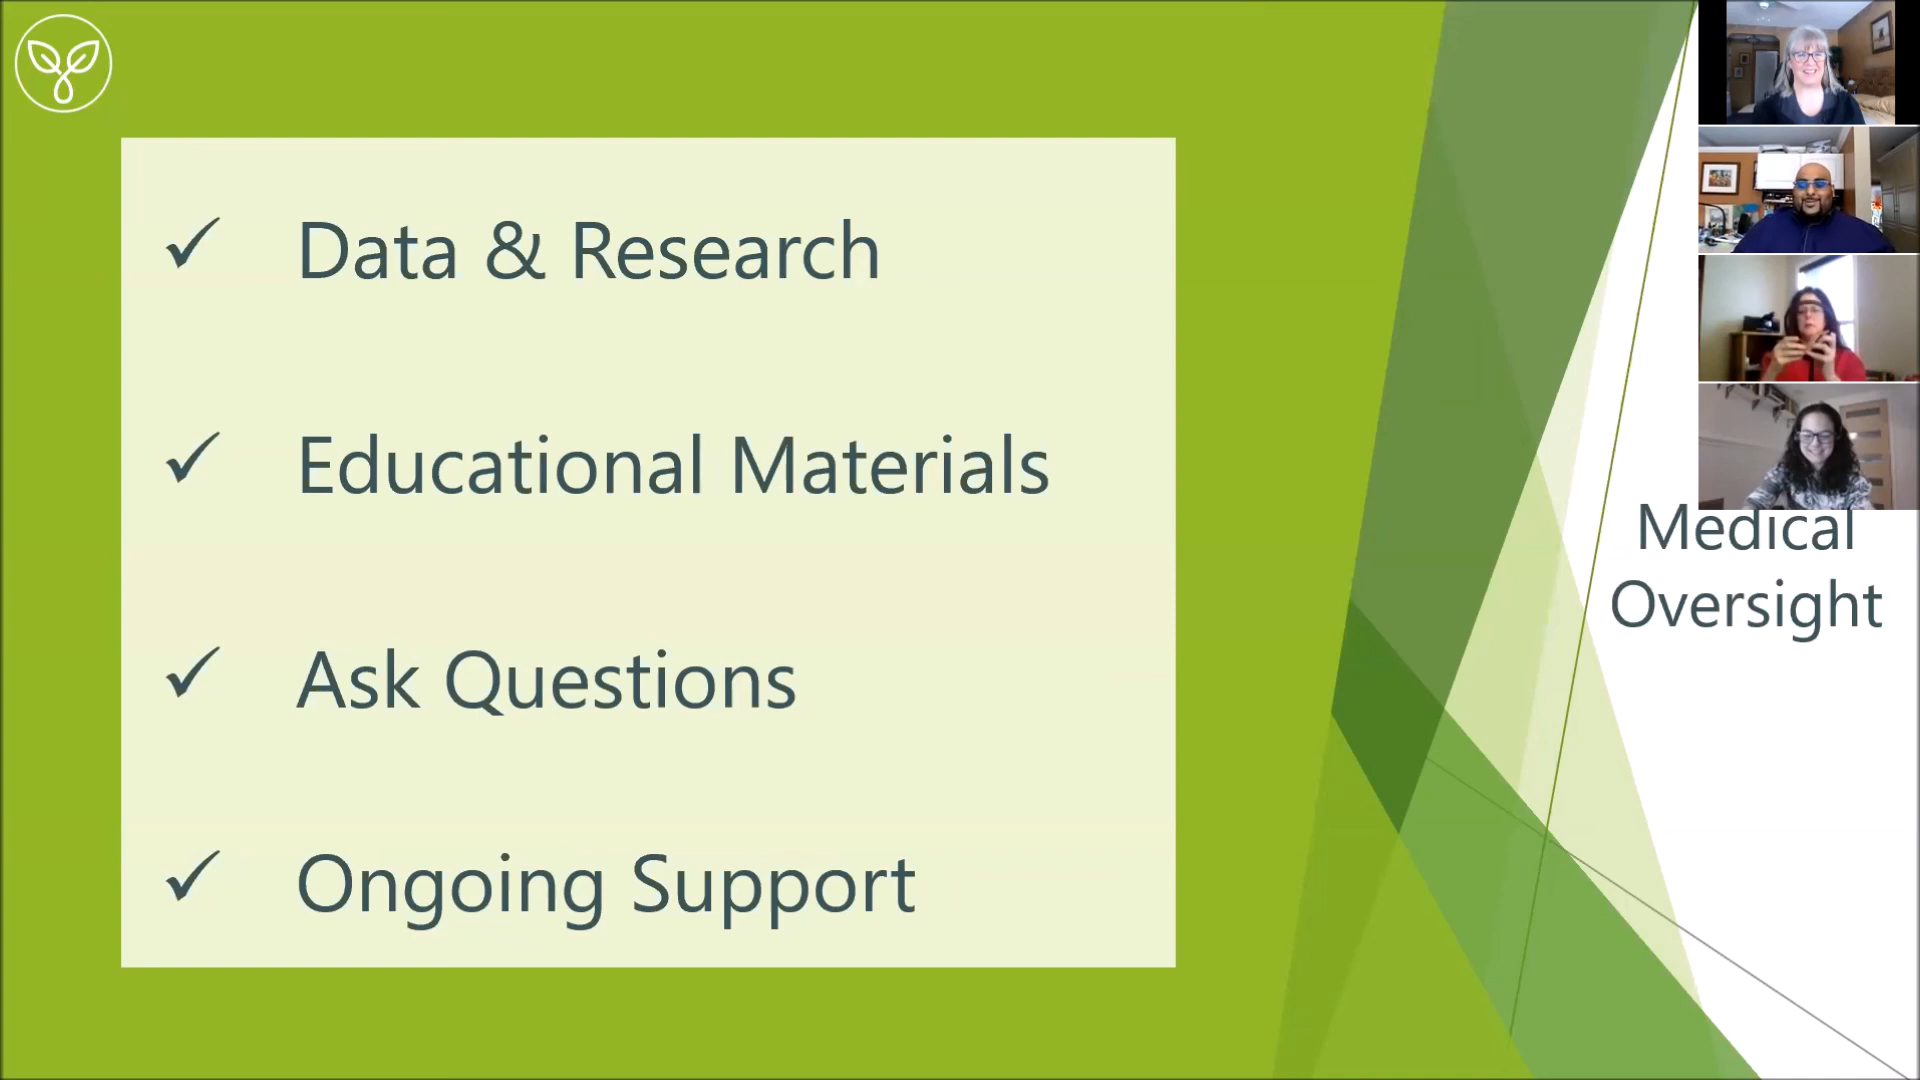 Data & Research
Educational Materials
Ask Questions
Ongoing Support
Medical
Oversight